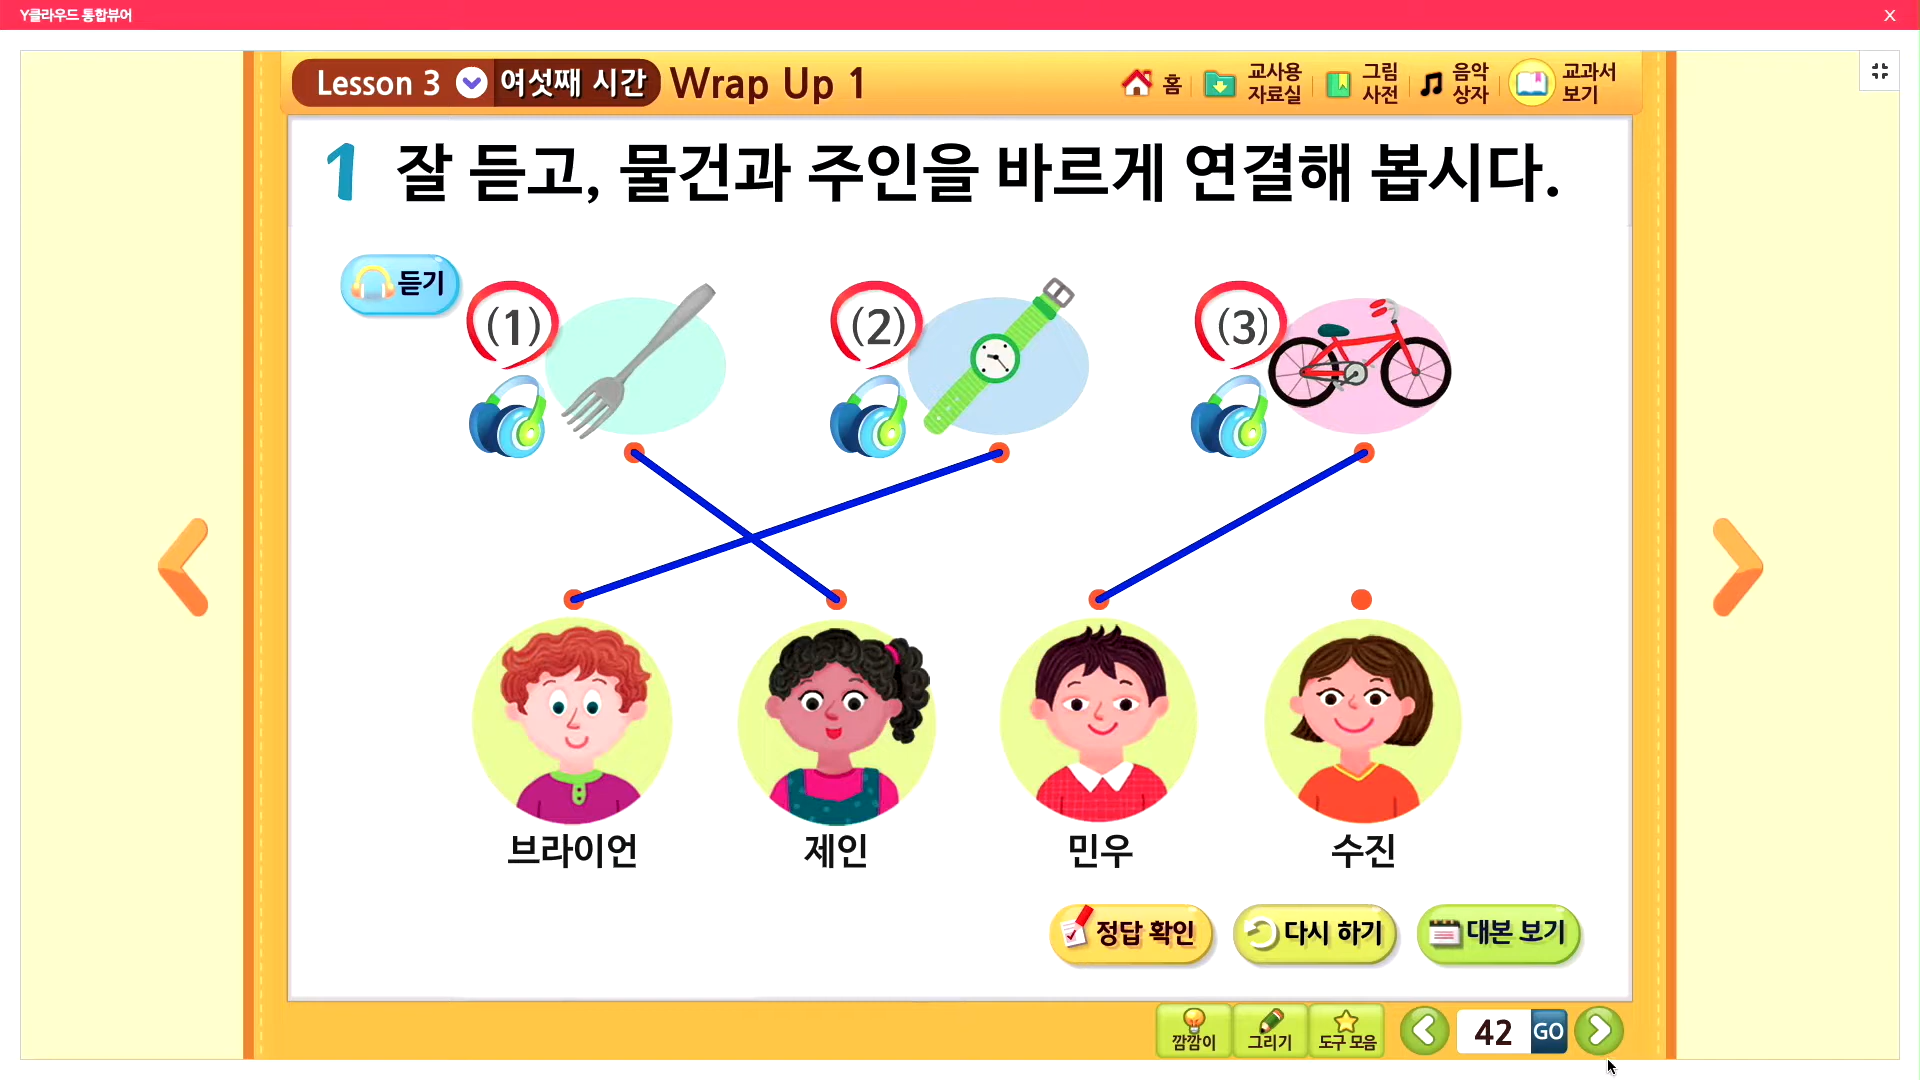 Y클라우드 통합뷰어
X
Lesson 3 여섯째 시간 Wrap Up 1
홈
교사용
자료실
그림
사전
음악
상자
교과서
보기
1 잘 듣고, 물건과 주인을 바르게 연결해 봅시다.
듣기
(1) (2) (3)
브라이언 제인 민우 수진
정답 확인 다시 하기 대본 보기
깜깜이 그리기 도구 모음 42 GO